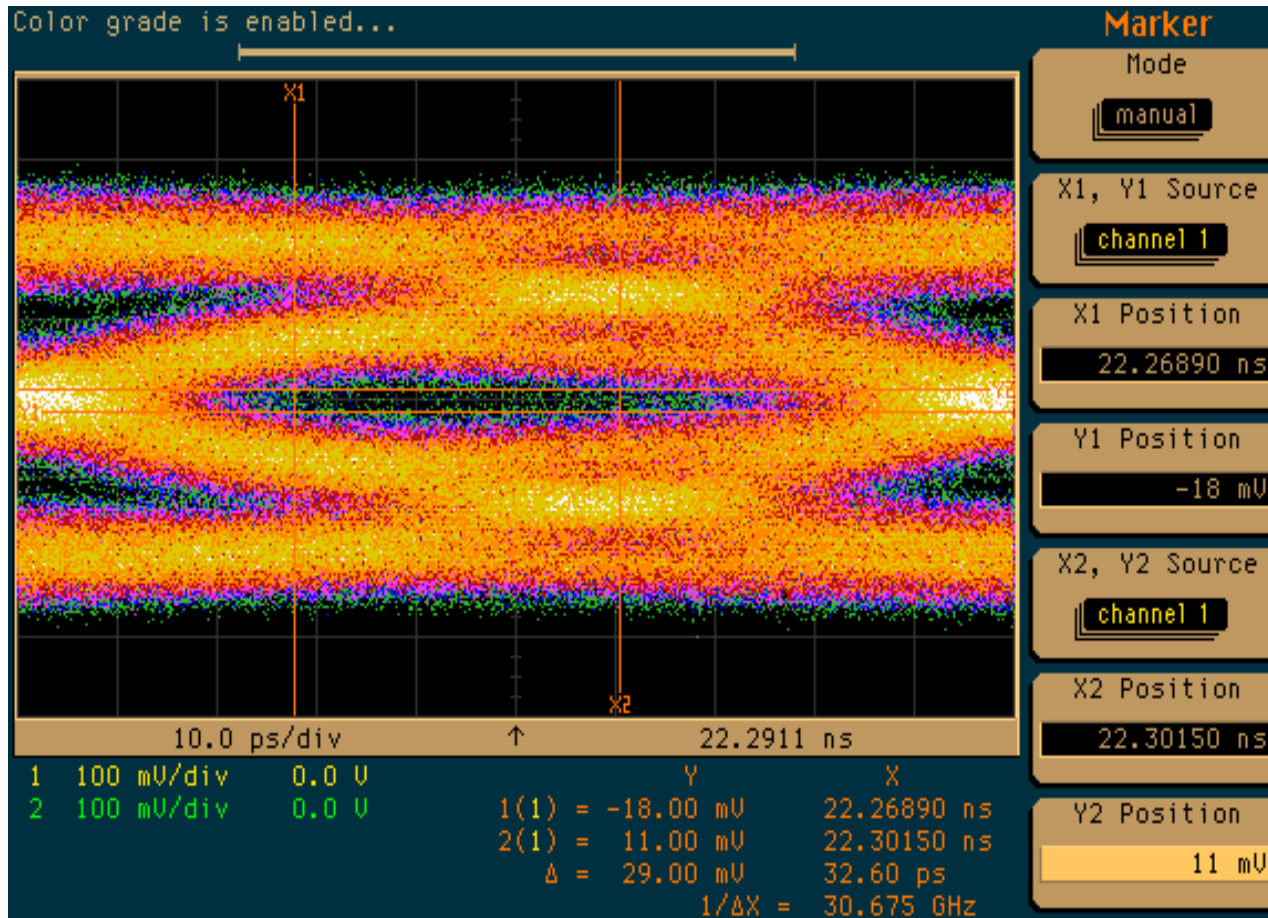 Color grade is enabled...
Marker
Mode
manual
X1, Y1 Source
channel 1
X1 Position
22.26890 ns
Y1 Position
-18 mV
X2, Y2 Source
channel 1
X2 Position
22.30150 ns
Y2 Position
11 mV
X1
X2
10.0 ps/div ↑ 22.2911 ns
1 100 mV/div 0.0 V
2 100 mV/div 0.0 V
Y X
1(1) = -18.00 mV 22.26890 ns
2(1) = 11.00 mV 22.30150 ns
Δ = 29.00 mV 32.60 ps
1/ΔX = 30.675 GHz